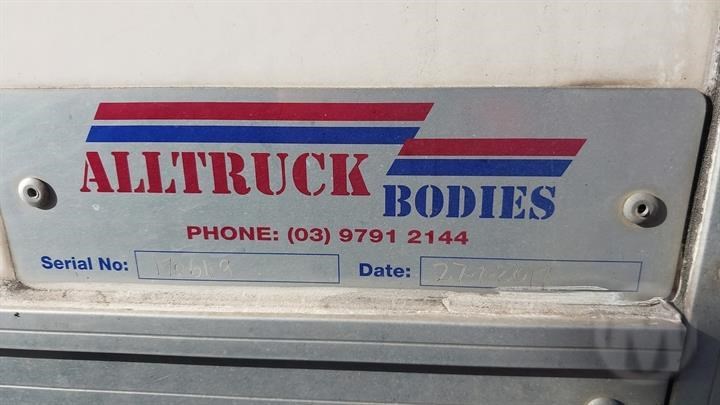 ALLTRUCK
BODIES
PHONE: (03) 9791 2144
Serial No:
Date: